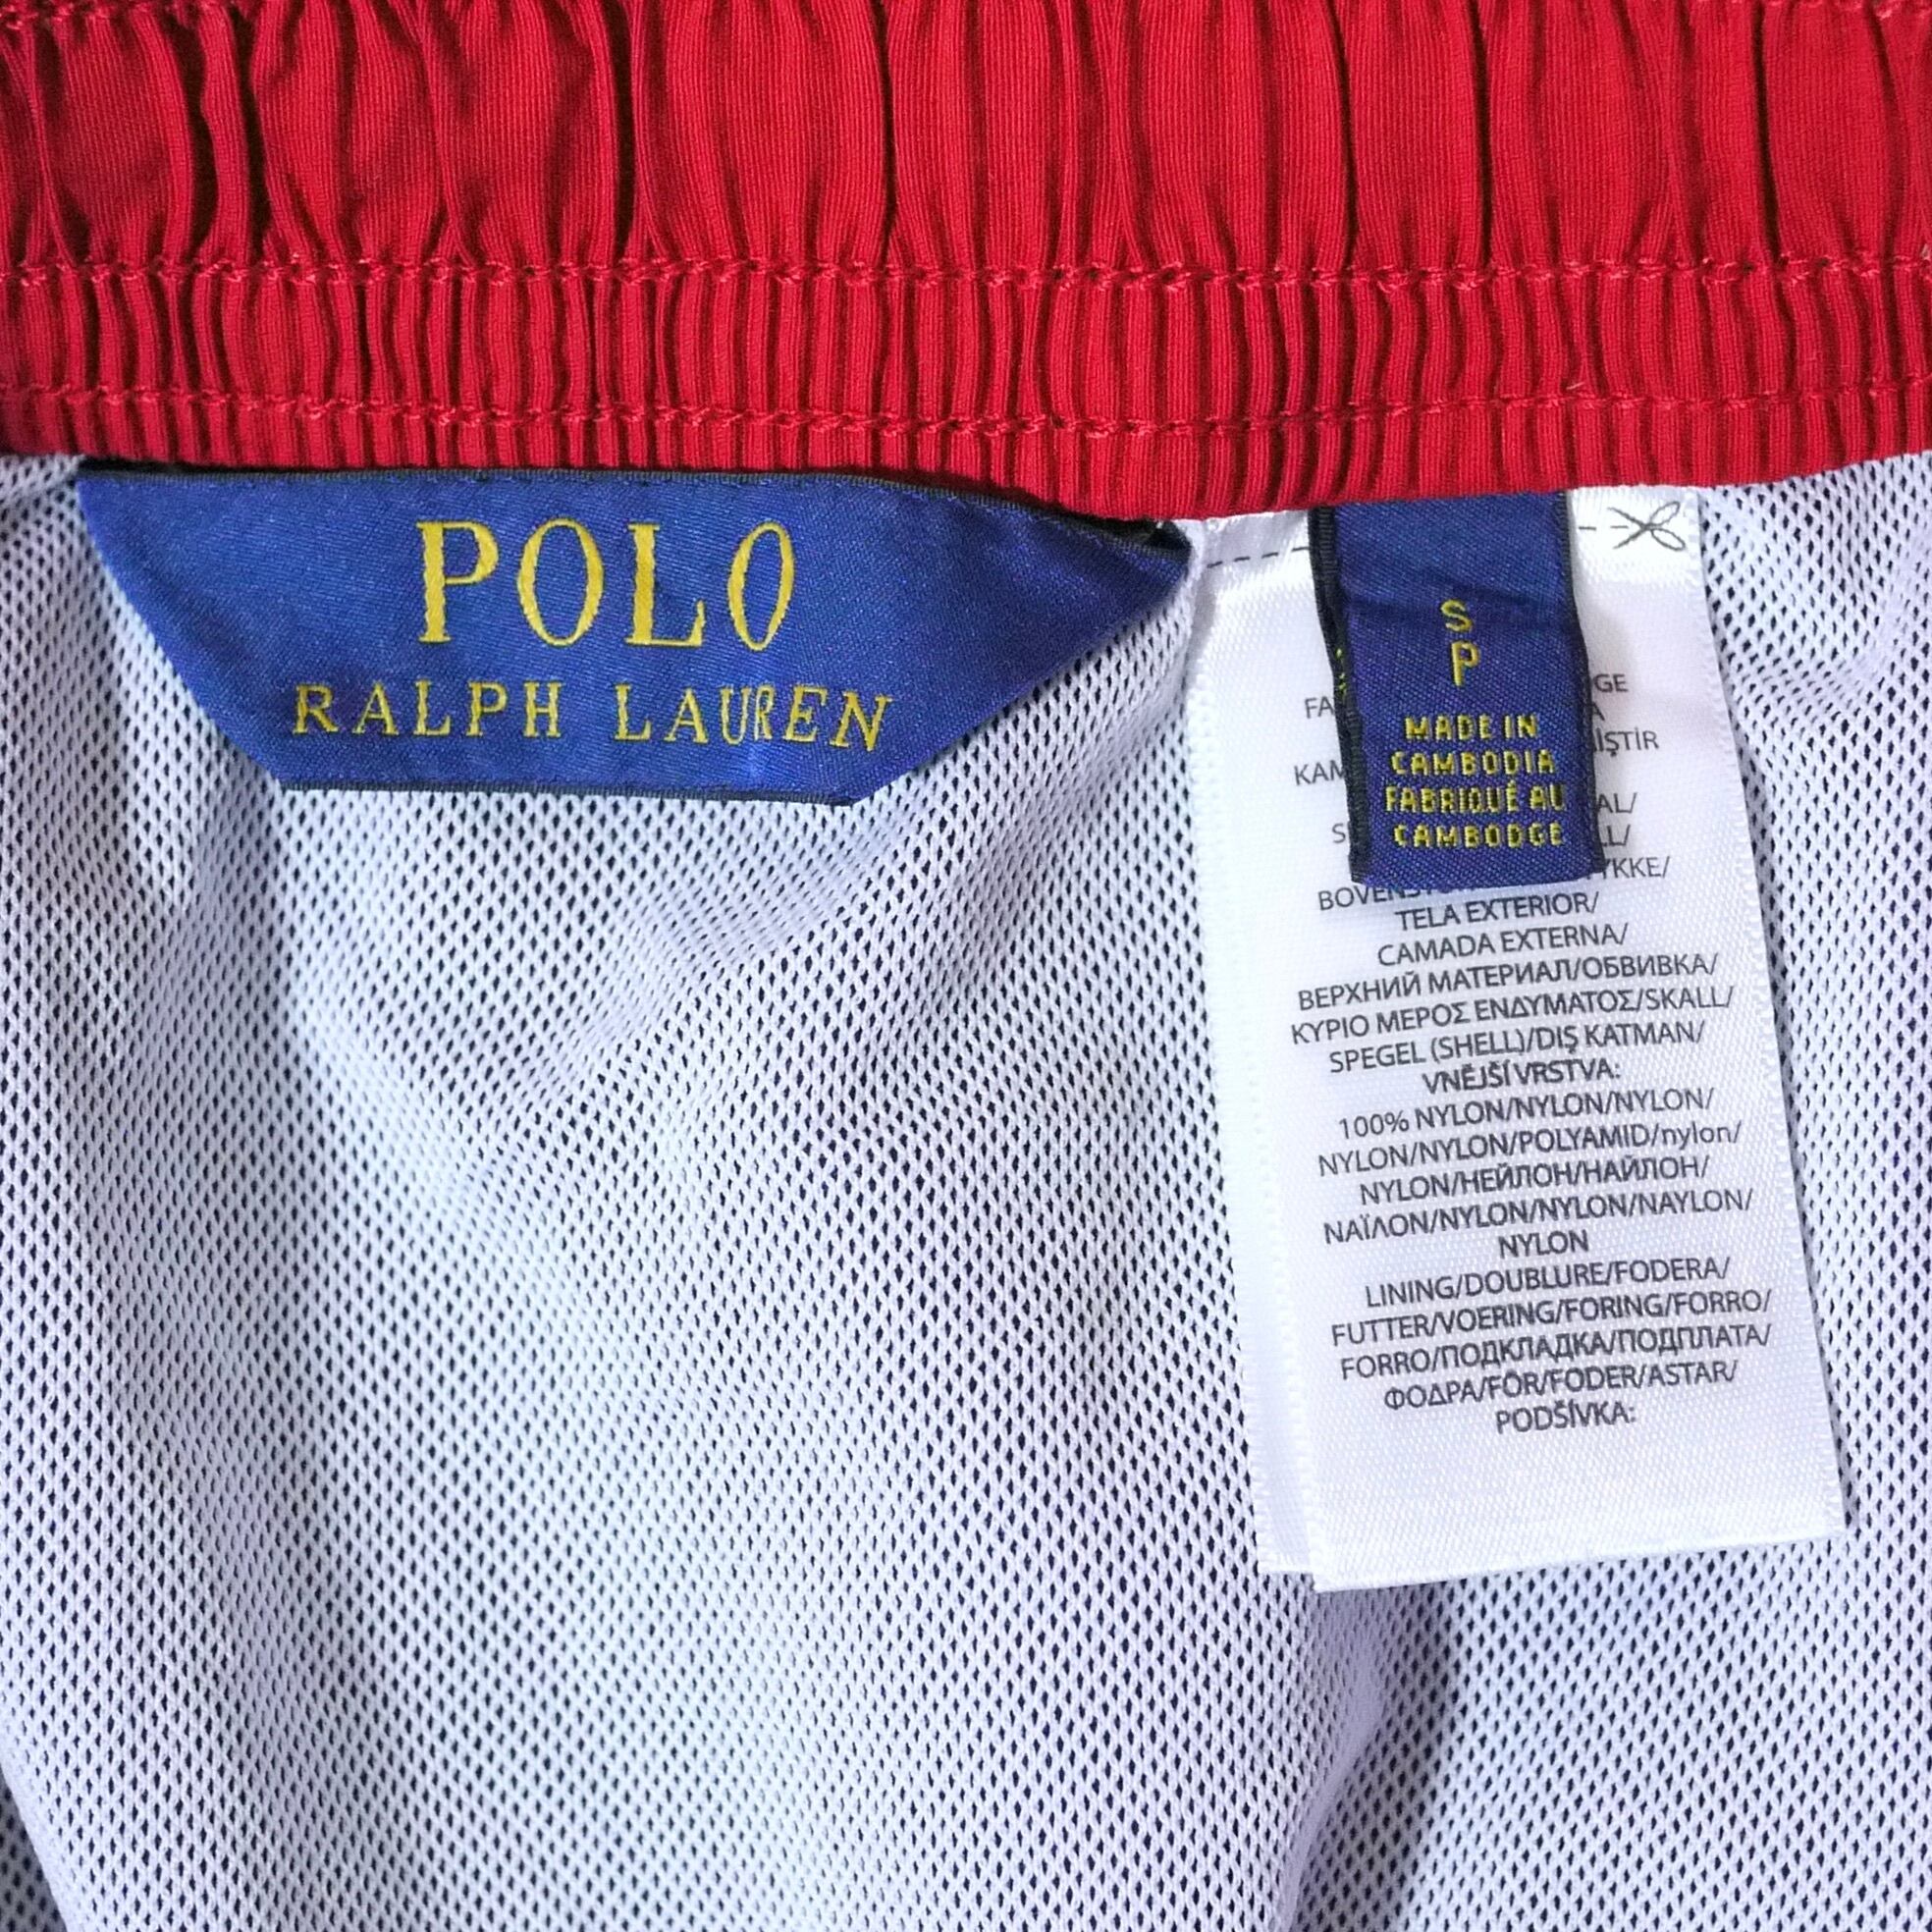 POLO
RALPH LAUREN
S
P
MADE IN
CAMBODIA
FABRIQUÉ AU
CAMBODGE
TELA EXTERIOR/
CAMADA EXTERNA/
ВЕРХНИЙ МАТЕРИАЛ/ОБВИВКА/
ΚΥΡΙΟ ΜΕΡΟΣ ΕΝΔΥΜΑΤΟΣ/SKALL/
SPEGEL (SHELL)/DIŞ KATMAN/
VNĚJŠÍ VRSTVA:
100% NYLON/NYLON/NYLON/
NYLON/NYLON/POLYAMID/nylon/
NYLON/НЕЙЛОН/НАЙЛОН/
ΝΑΪΛΟΝ/NYLON/NYLON/NAYLON/
NYLON
LINING/DOUBLURE/FODERA/
FUTTER/VOERING/FORING/FORRO/
FORRO/ПОДКЛАДКА/ПОДПЛАТА/
ΦΟΔΡΑ/FÔR/FODER/ASTAR/
PODŠÍVKA: